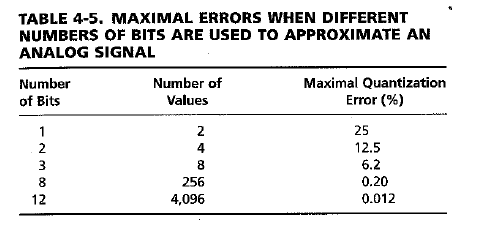 TABLE 4-5. MAXIMAL ERRORS WHEN DIFFERENT
NUMBERS OF BITS ARE USED TO APPROXIMATE AN
ANALOG SIGNAL
Number Number of Maximal Quantization
of Bits Values Error (%)
1 2 25
2 4 12.5
3 8 6.2
8 256 0.20
12 4,096 0.012